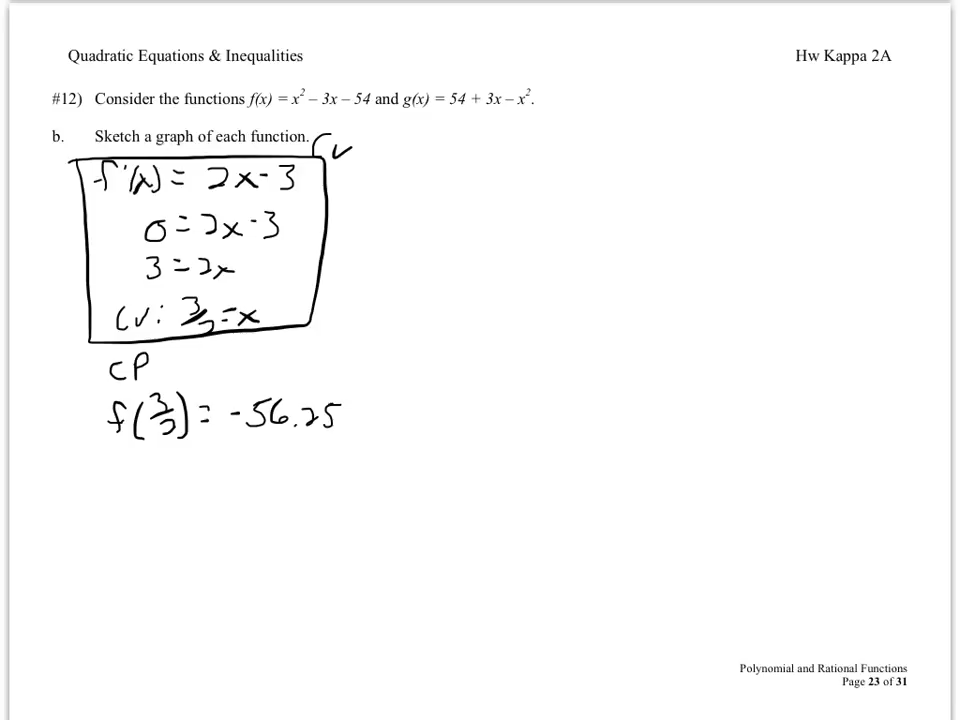 Quadratic Equations & Inequalities Hw Kappa 2A
#12) Consider the functions f(x) = x² – 3x – 54 and g(x) = 54 + 3x – x².
b. Sketch a graph of each function.
CV
f'(x) = 2x - 3
0 = 2x - 3
3 = 2x
CV: 3/2 = x
CP
f(3/2) = -56.25
Polynomial and Rational Functions
Page 23 of 31